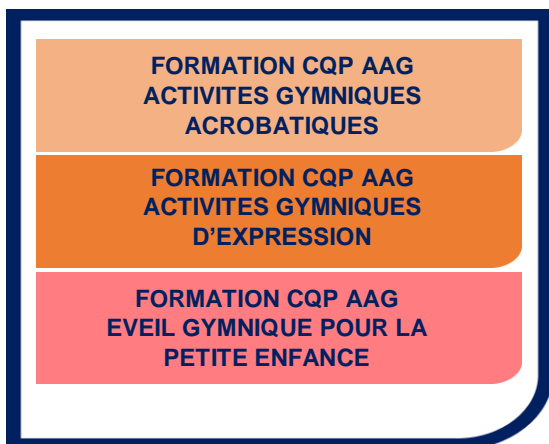 FORMATION CQP AAG
ACTIVITES GYMNIQUES
ACROBATIQUES
FORMATION CQP AAG
ACTIVITES GYMNIQUES
D’EXPRESSION
FORMATION CQP AAG
EVEIL GYMNIQUE POUR LA
PETITE ENFANCE